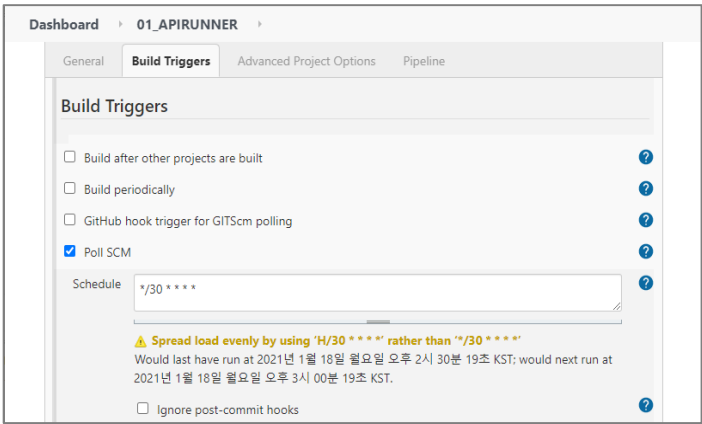 Dashboard 01_APIRUNNER
General Build Triggers Advanced Project Options Pipeline
Build Triggers
Build after other projects are built
Build periodically
GitHub hook trigger for GITScm polling
Poll SCM
Schedule
*/30 * * * *
Spread load evenly by using ‘H/30 * * * *’ rather than ‘*/30 * * * *’
Would last have run at 2021년 1월 18일 월요일 오후 2시 30분 19초 KST; would next run at
2021년 1월 18일 월요일 오후 3시 00분 19초 KST.
Ignore post-commit hooks